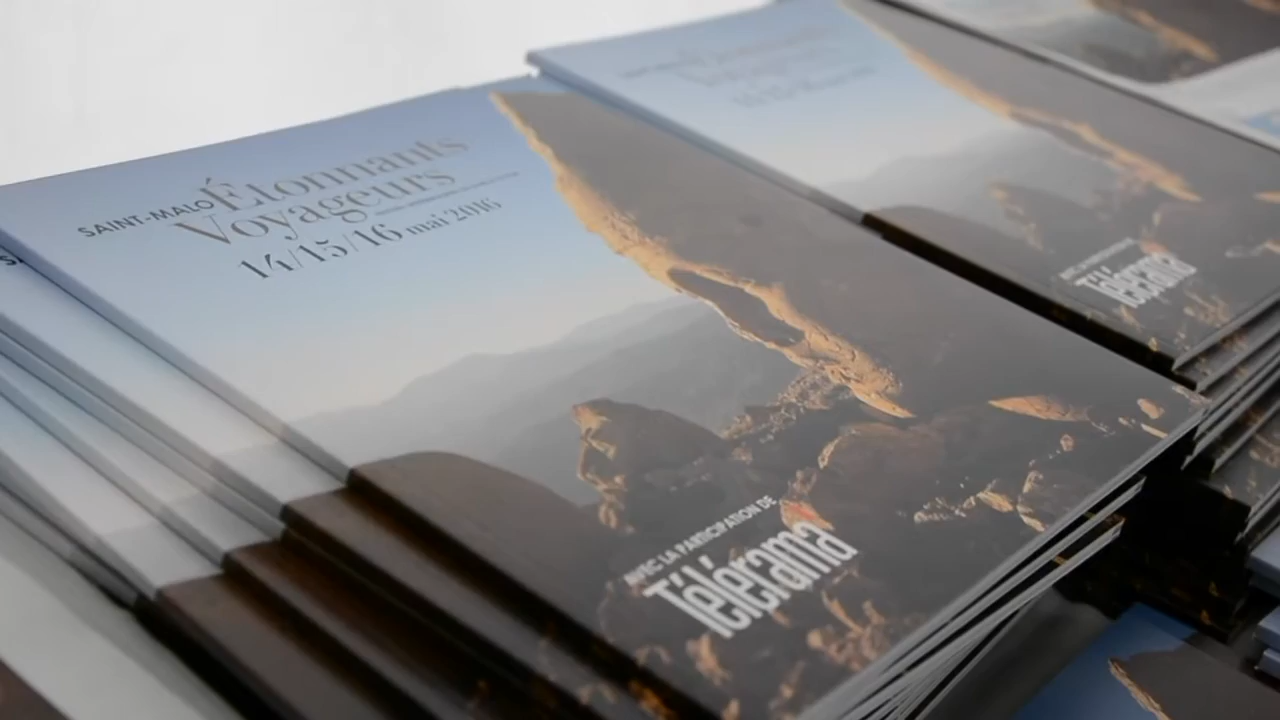 SAINT-MALO Étonnants
Voyageurs
14/15/16 mai 2016
AVEC LA PARTICIPATION DE
Télérama
Télérama